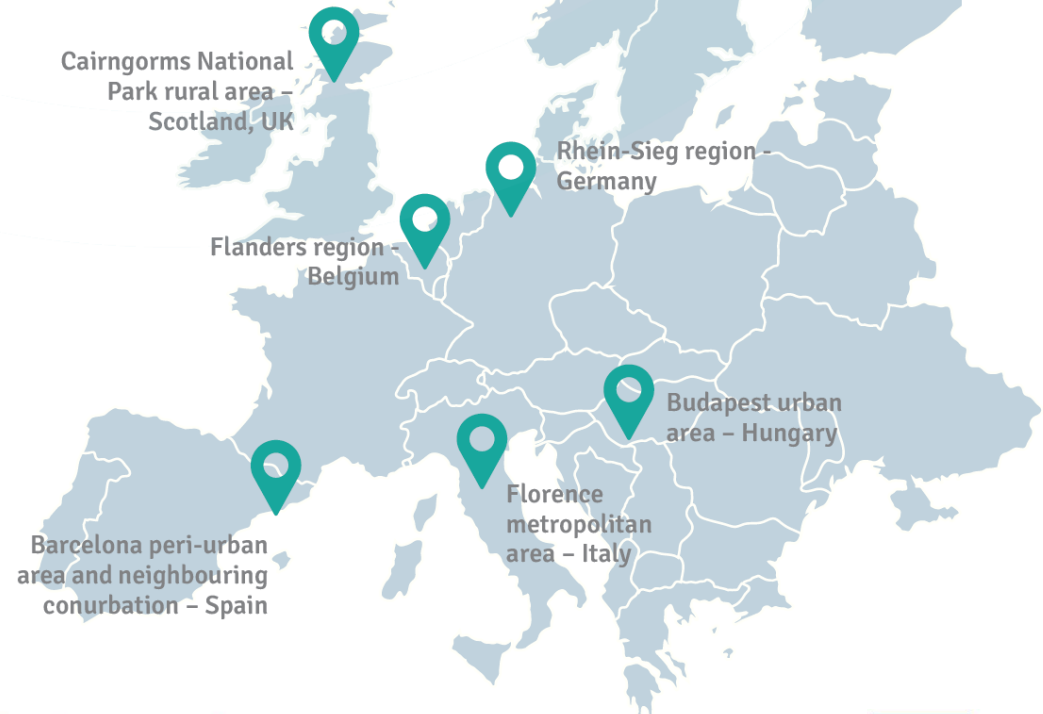 Cairngorms National
Park rural area –
Scotland, UK
Rhein-Sieg region -
Germany
Flanders region -
Belgium
Budapest urban
area – Hungary
Florence
metropolitan
area – Italy
Barcelona peri-urban
area and neighbouring
conurbation – Spain